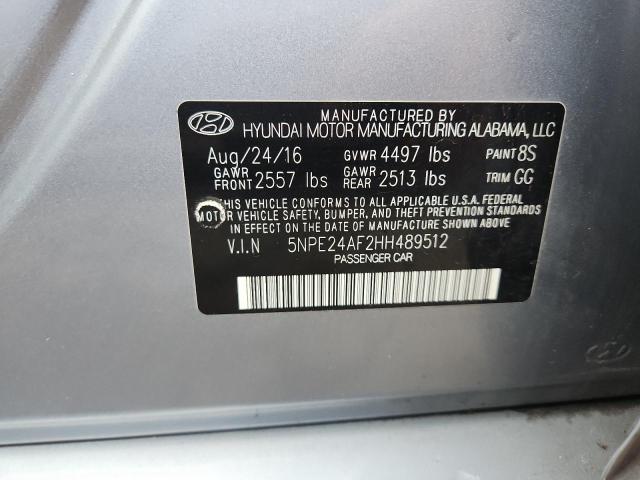 MANUFACTURED BY
HYUNDAI MOTOR MANUFACTURING ALABAMA, LLC
Aug/24/16 GVWR 4497 lbs PAINT 8S
GAWR FRONT 2557 lbs GAWR REAR 2513 lbs TRIM GG
THIS VEHICLE CONFORMS TO ALL APPLICABLE U.S.A. FEDERAL
MOTOR VEHICLE SAFETY, BUMPER, AND THEFT PREVENTION STANDARDS
IN EFFECT ON THE DATE OF MANUFACTURE SHOWN ABOVE
V.I.N 5NPE24AF2HH489512
PASSENGER CAR